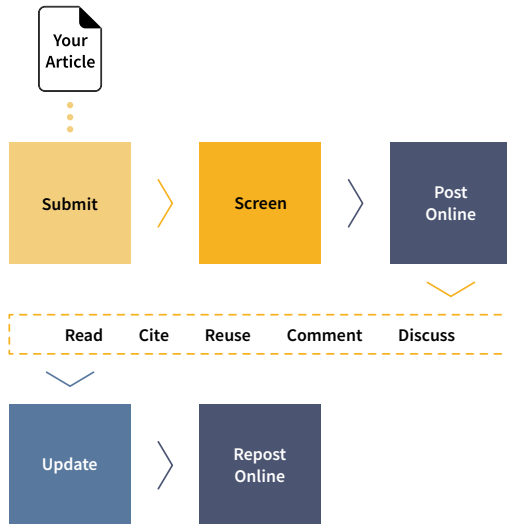 Your
Article
Submit
Screen
Post
Online
Read Cite Reuse Comment Discuss
Update
Repost
Online